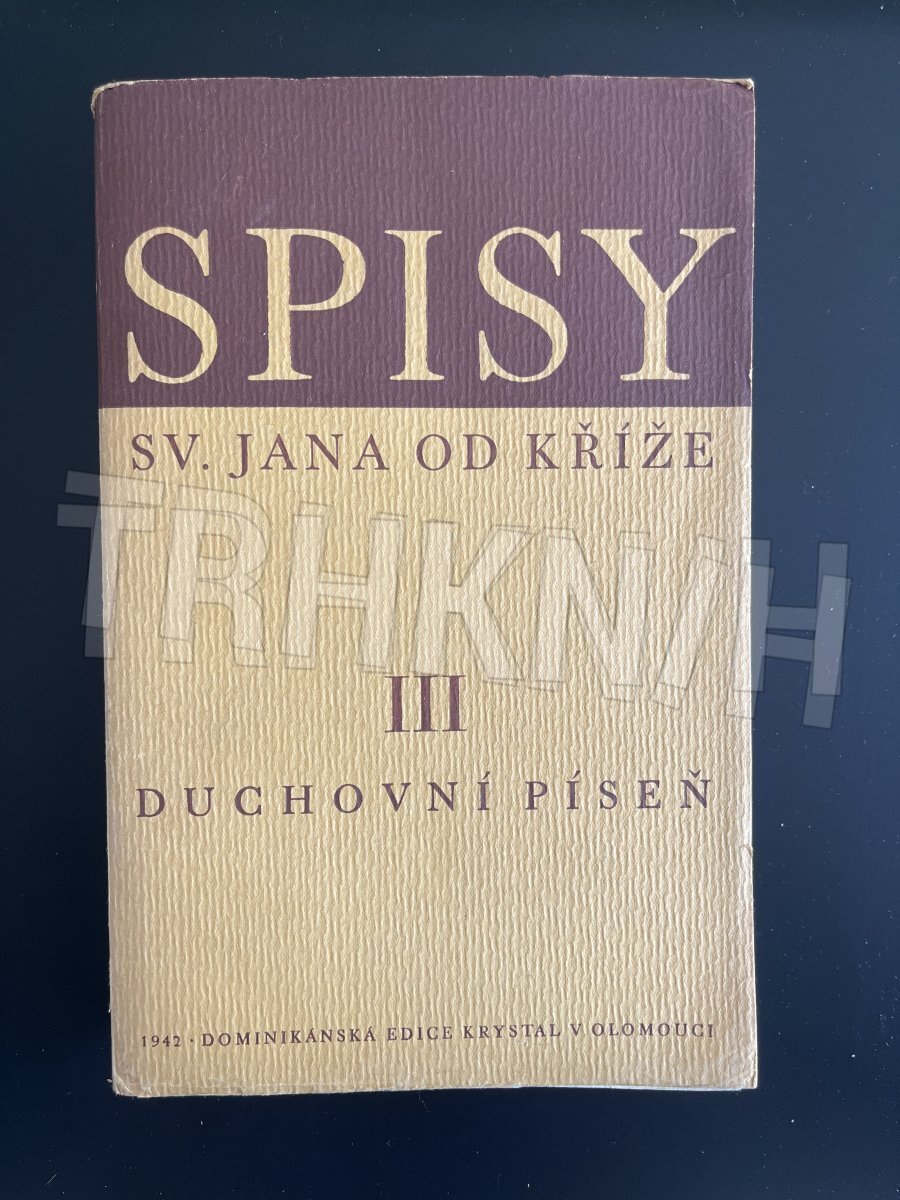 SPISY
SV. JANA OD KŘÍŽE
TRHKNIH
III
DUCHOVNÍ PÍSEŇ
1942 · DOMINIKÁNSKÁ EDICE KRYSTAL V OLOMOUCI